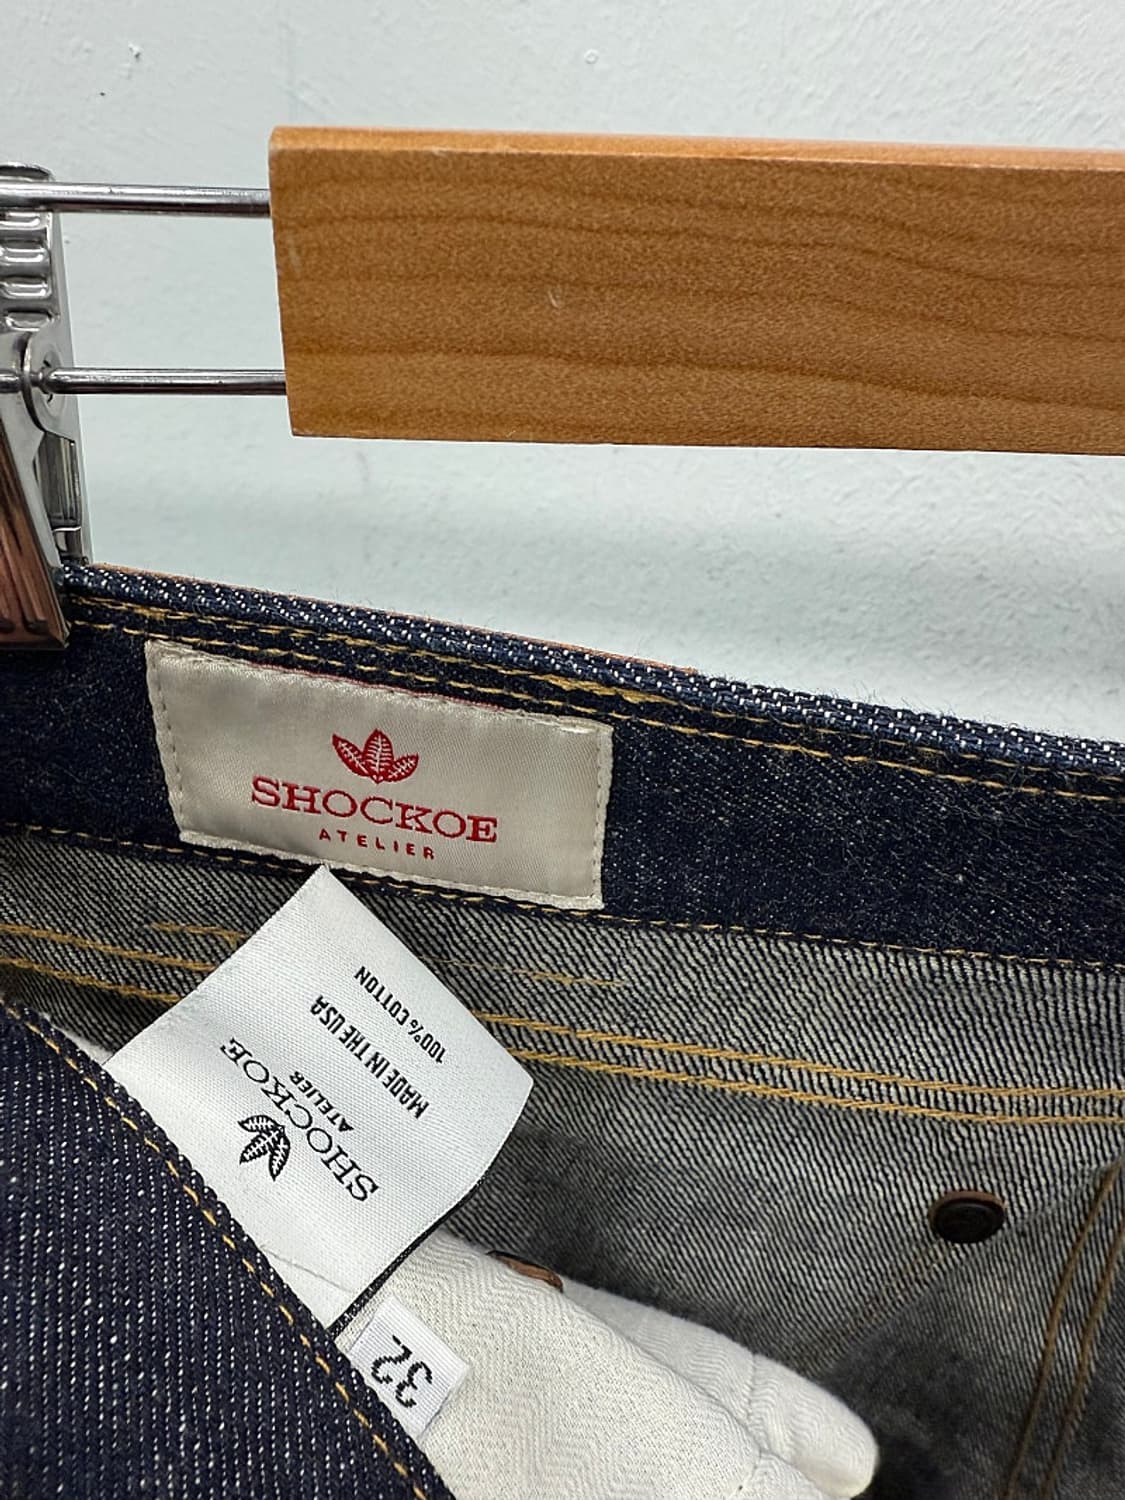 SHOCKOE
ATELIER
SHOCKOE
ATELIER
MADE IN THE USA
100% COTTON
32